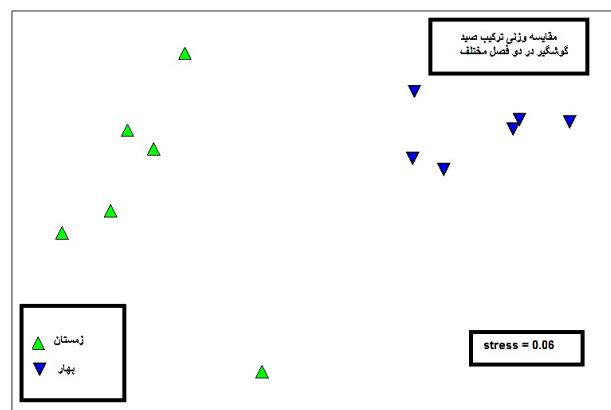 مقایسه وزنی ترکیب صید
گوشگیر در دو فصل مختلف
زمستان
بهار
stress = 0.06